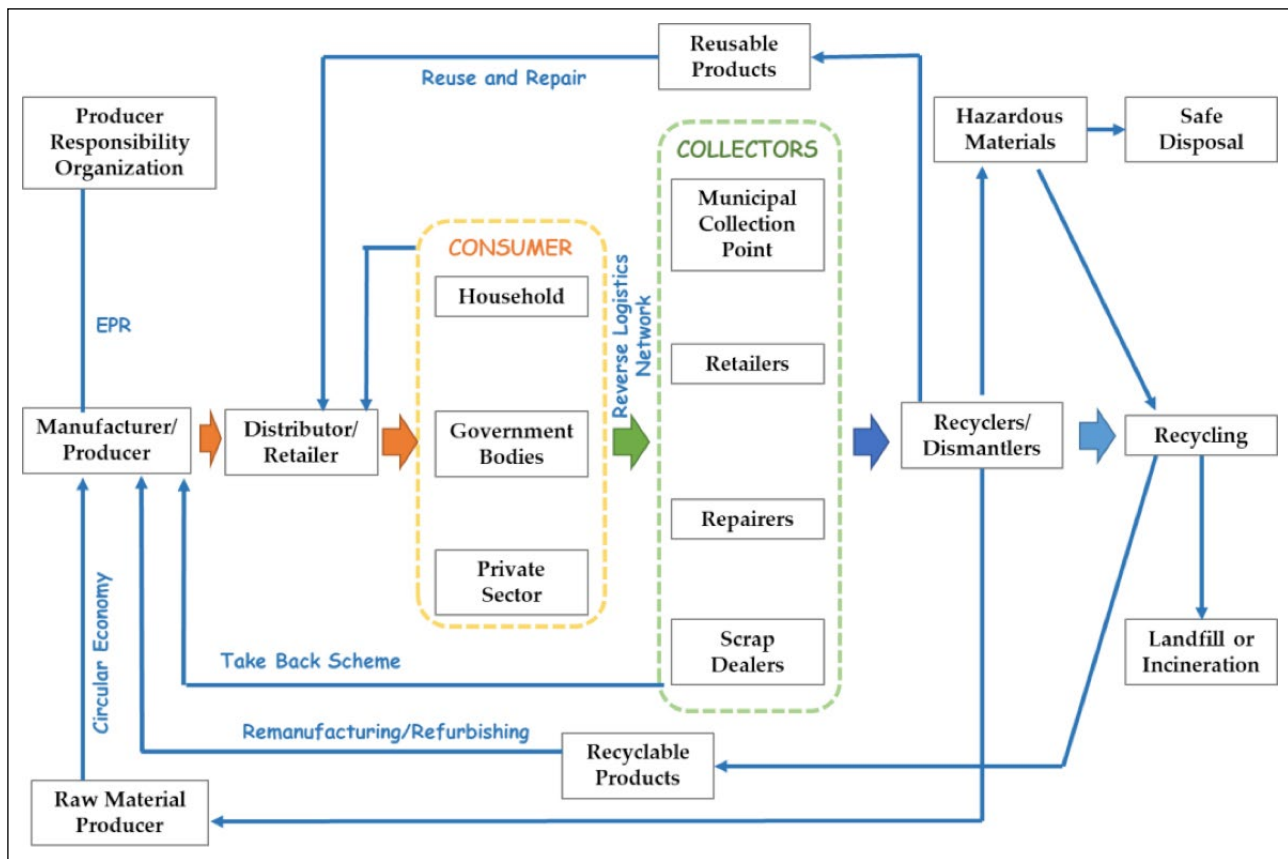 Reusable
Products
Reuse and Repair
Producer
Responsibility
Organization
Hazardous
Materials
Safe
Disposal
COLLECTORS
Municipal
Collection
Point
CONSUMER
Household
Reverse Logistics
Network
EPR
Retailers
Manufacturer/
Producer
Distributor/
Retailer
Government
Bodies
Recyclers/
Dismantlers
Recycling
Repairers
Private
Sector
Circular Economy
Take Back Scheme
Scrap
Dealers
Landfill or
Incineration
Remanufacturing/Refurbishing
Recyclable
Products
Raw Material
Producer